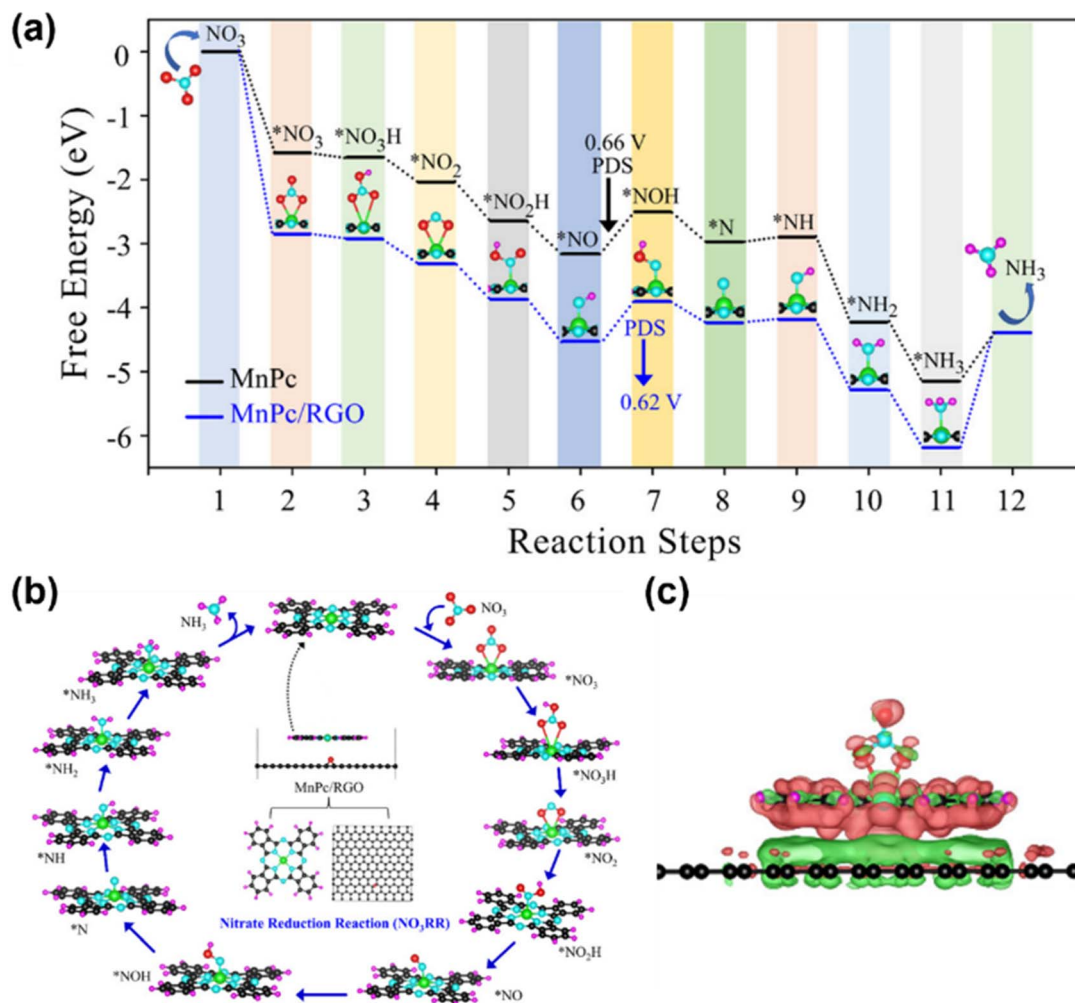 (a)
NO₃
*NO₃
*NO₃H
*NO₂
*NO₂H
*NO
0.66 V
PDS
*NOH
*N
*NH
*NH₂
*NH₃
NH₃
PDS
0.62 V
MnPc
MnPc/RGO
Free Energy (eV)
0
-1
-2
-3
-4
-5
-6
1 2 3 4 5 6 7 8 9 10 11 12
Reaction Steps
(b)
NO₃
*NO₃
*NO₃H
*NO₂
*NO₂H
*NO
*NOH
*N
*NH
*NH₂
*NH₃
NH₃
MnPc/RGO
Nitrate Reduction Reaction (NO₃RR)
(c)